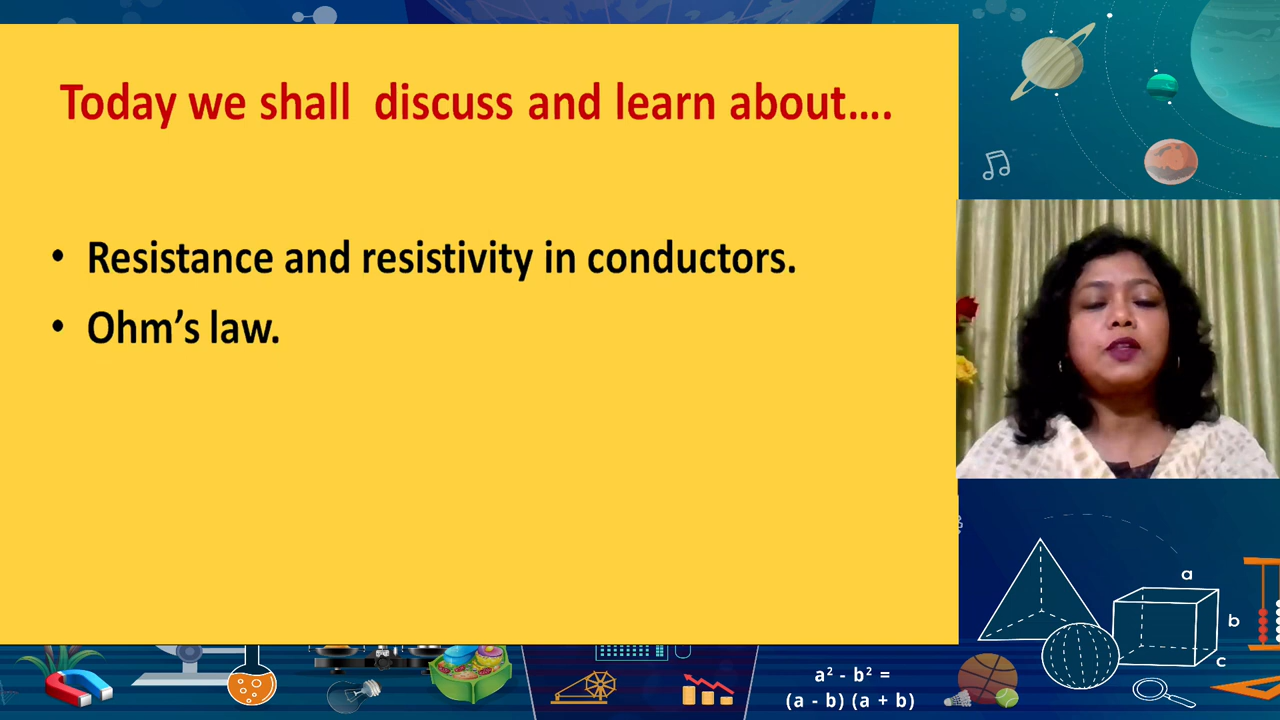 Today we shall discuss and learn about....
• Resistance and resistivity in conductors.
• Ohm’s law.
a
b
c
a² - b² =
(a - b) (a + b)